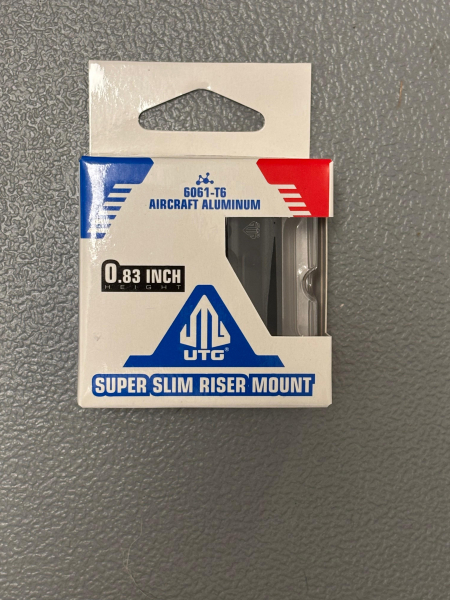 6061-T6
AIRCRAFT ALUMINUM
0.83 INCH
HEIGHT
UTG®
SUPER SLIM RISER MOUNT